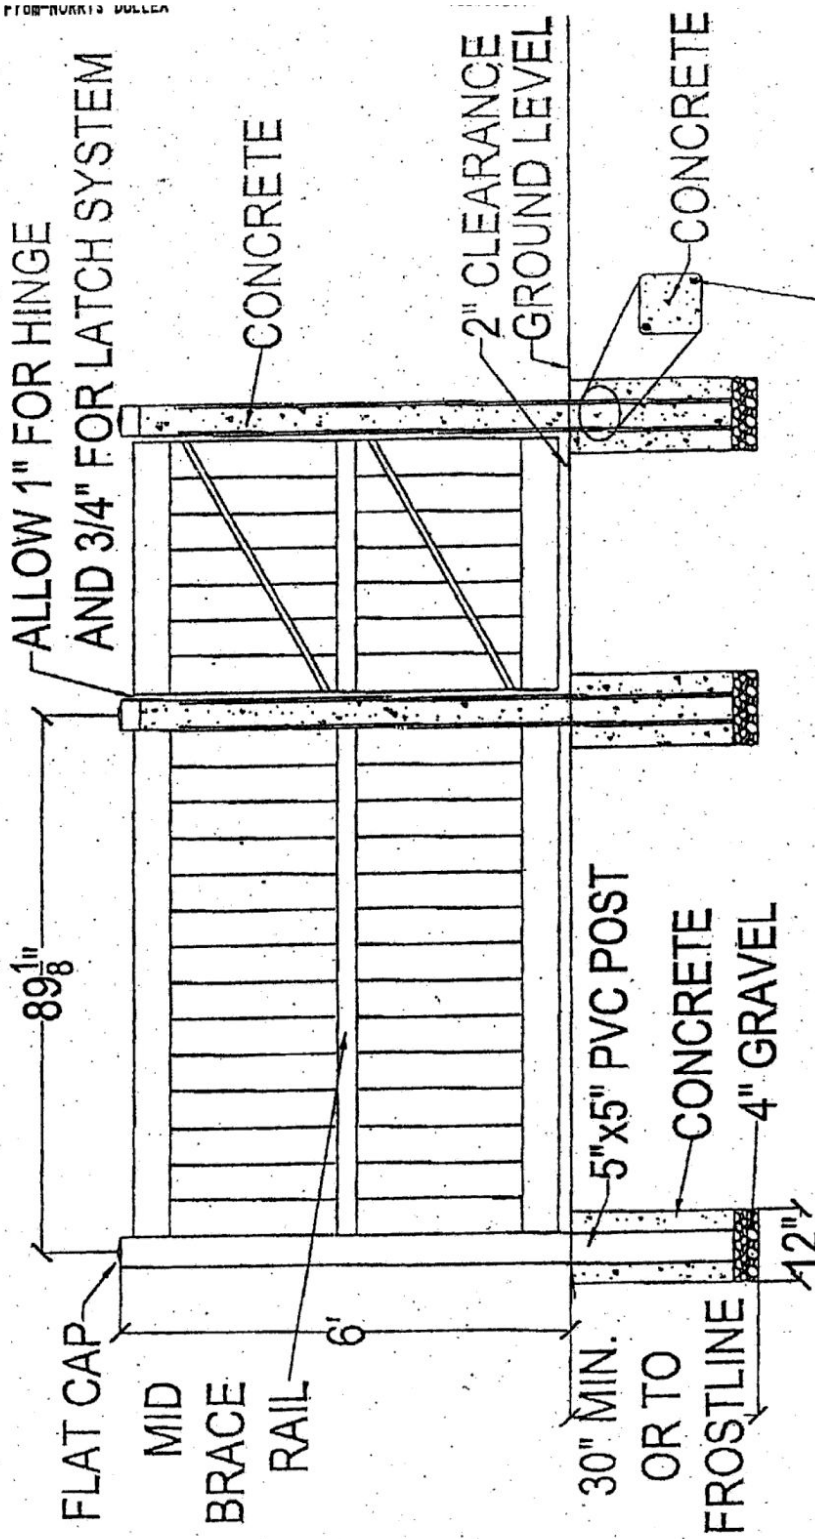 ALLOW 1" FOR HINGE
AND 3/4" FOR LATCH SYSTEM
CONCRETE
2" CLEARANCE
GROUND LEVEL
CONCRETE
89 1/8"
FLAT CAP
MID
BRACE
RAIL
6'
5"x5" PVC POST
CONCRETE
4" GRAVEL
12"
30" MIN.
OR TO
FROSTLINE